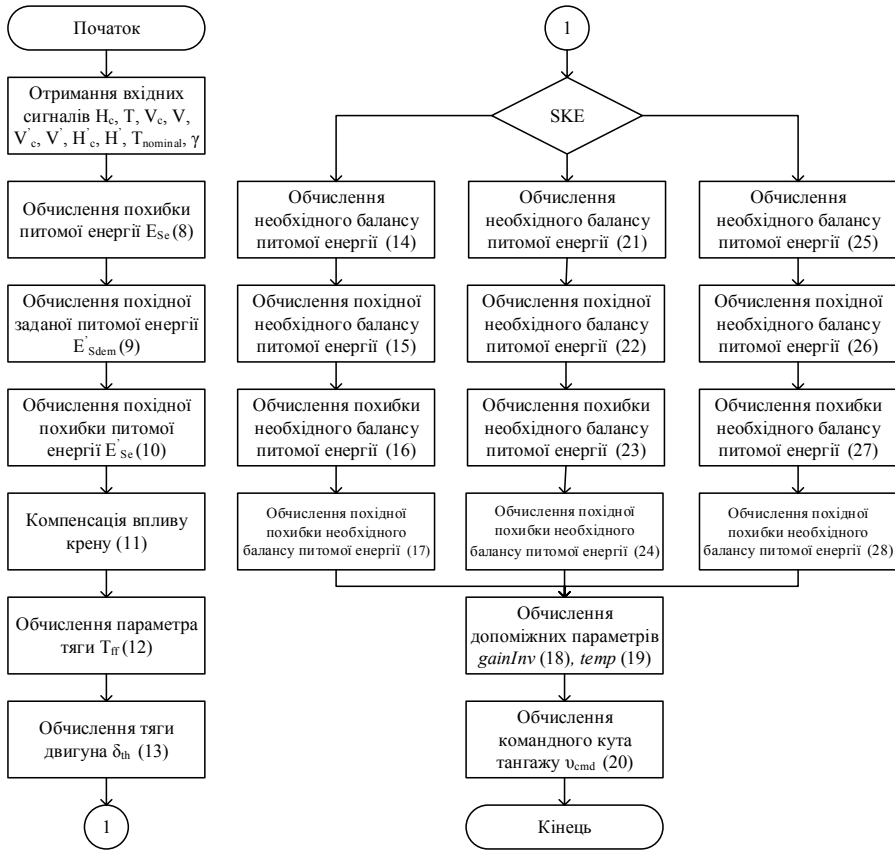 Початок
Отримання вхідних
сигналів Hc, T, Vc, V,
V'c, V', H'c, H', Tnominal, γ
Обчислення похибки
питомої енергії ESe (8)
Обчислення похідної
заданої питомої енергії
E'Sdem (9)
Обчислення похідної
похибки питомої
енергії E'Se (10)
Компенсація впливу
крену (11)
Обчислення параметра
тяги Tff (12)
Обчислення тяги
двигуна δth (13)
1
1
SKE
Обчислення
необхідного балансу
питомої енергії (14)
Обчислення похідної
необхідного балансу
питомої енергії (15)
Обчислення похибки
необхідного балансу
питомої енергії (16)
Обчислення похідної
похибки необхідного
балансу питомої енергії (17)
Обчислення
необхідного балансу
питомої енергії (21)
Обчислення похідної
необхідного балансу
питомої енергії (22)
Обчислення похибки
необхідного балансу
питомої енергії (23)
Обчислення похідної
похибки необхідного
балансу питомої енергії (24)
Обчислення
необхідного балансу
питомої енергії (25)
Обчислення похідної
необхідного балансу
питомої енергії (26)
Обчислення похибки
необхідного балансу
питомої енергії (27)
Обчислення похідної
похибки необхідного
балансу питомої енергії (28)
Обчислення
допоміжних параметрів
gainInv (18), temp (19)
Обчислення
командного кута
тангажу υcmd (20)
Кінець